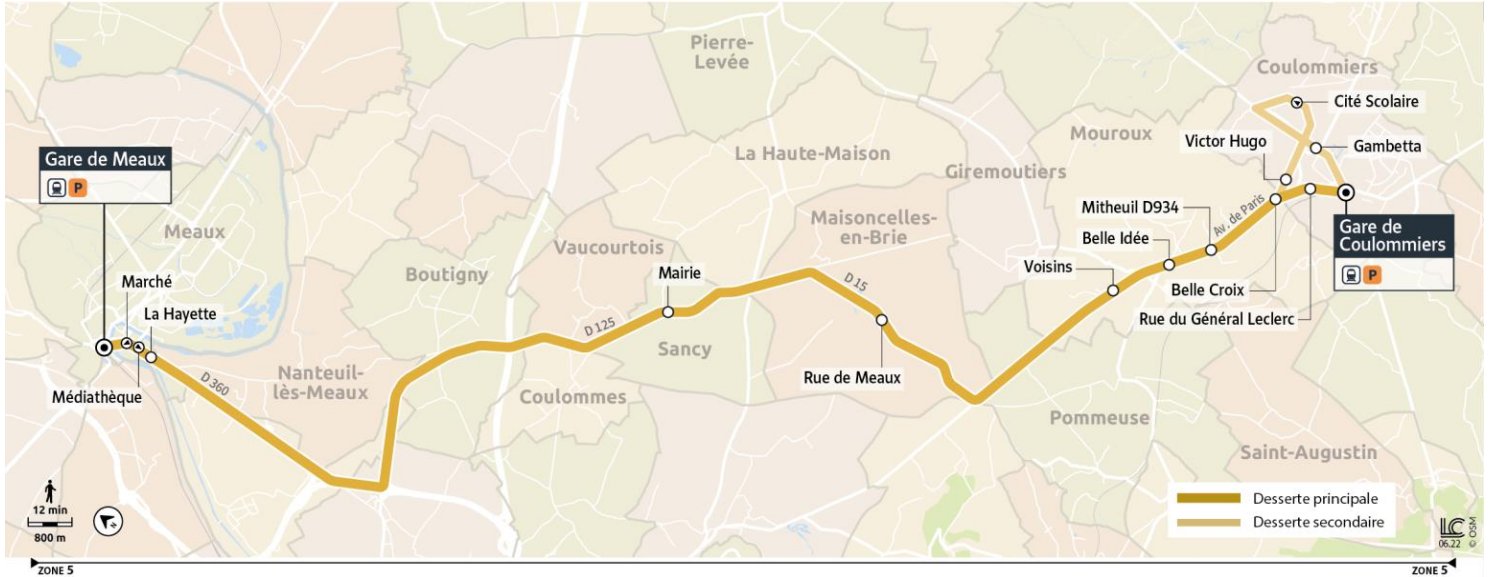 Pierre-
Levée
Coulommiers
Cité Scolaire
Mouroux
Victor Hugo
Gambetta
Gare de Meaux
P
La Haute-Maison
Giremoutiers
Mitheuil D934
Av. de Paris
Gare de
Coulommiers
P
Meaux
Maisoncelles-
en-Brie
Vaucourtois
Belle Idée
Boutigny
Mairie
Voisins
Marché
D 15
Belle Croix
La Hayette
Rue du Général Leclerc
D 125
Sancy
Nanteuil-
lès-Meaux
Rue de Meaux
D 360
Médiathèque
Coulommes
Pommeuse
Saint-Augustin
12 min
800 m
N
Desserte principale
Desserte secondaire
LC
06.22
© OSM
ZONE 5
ZONE 5